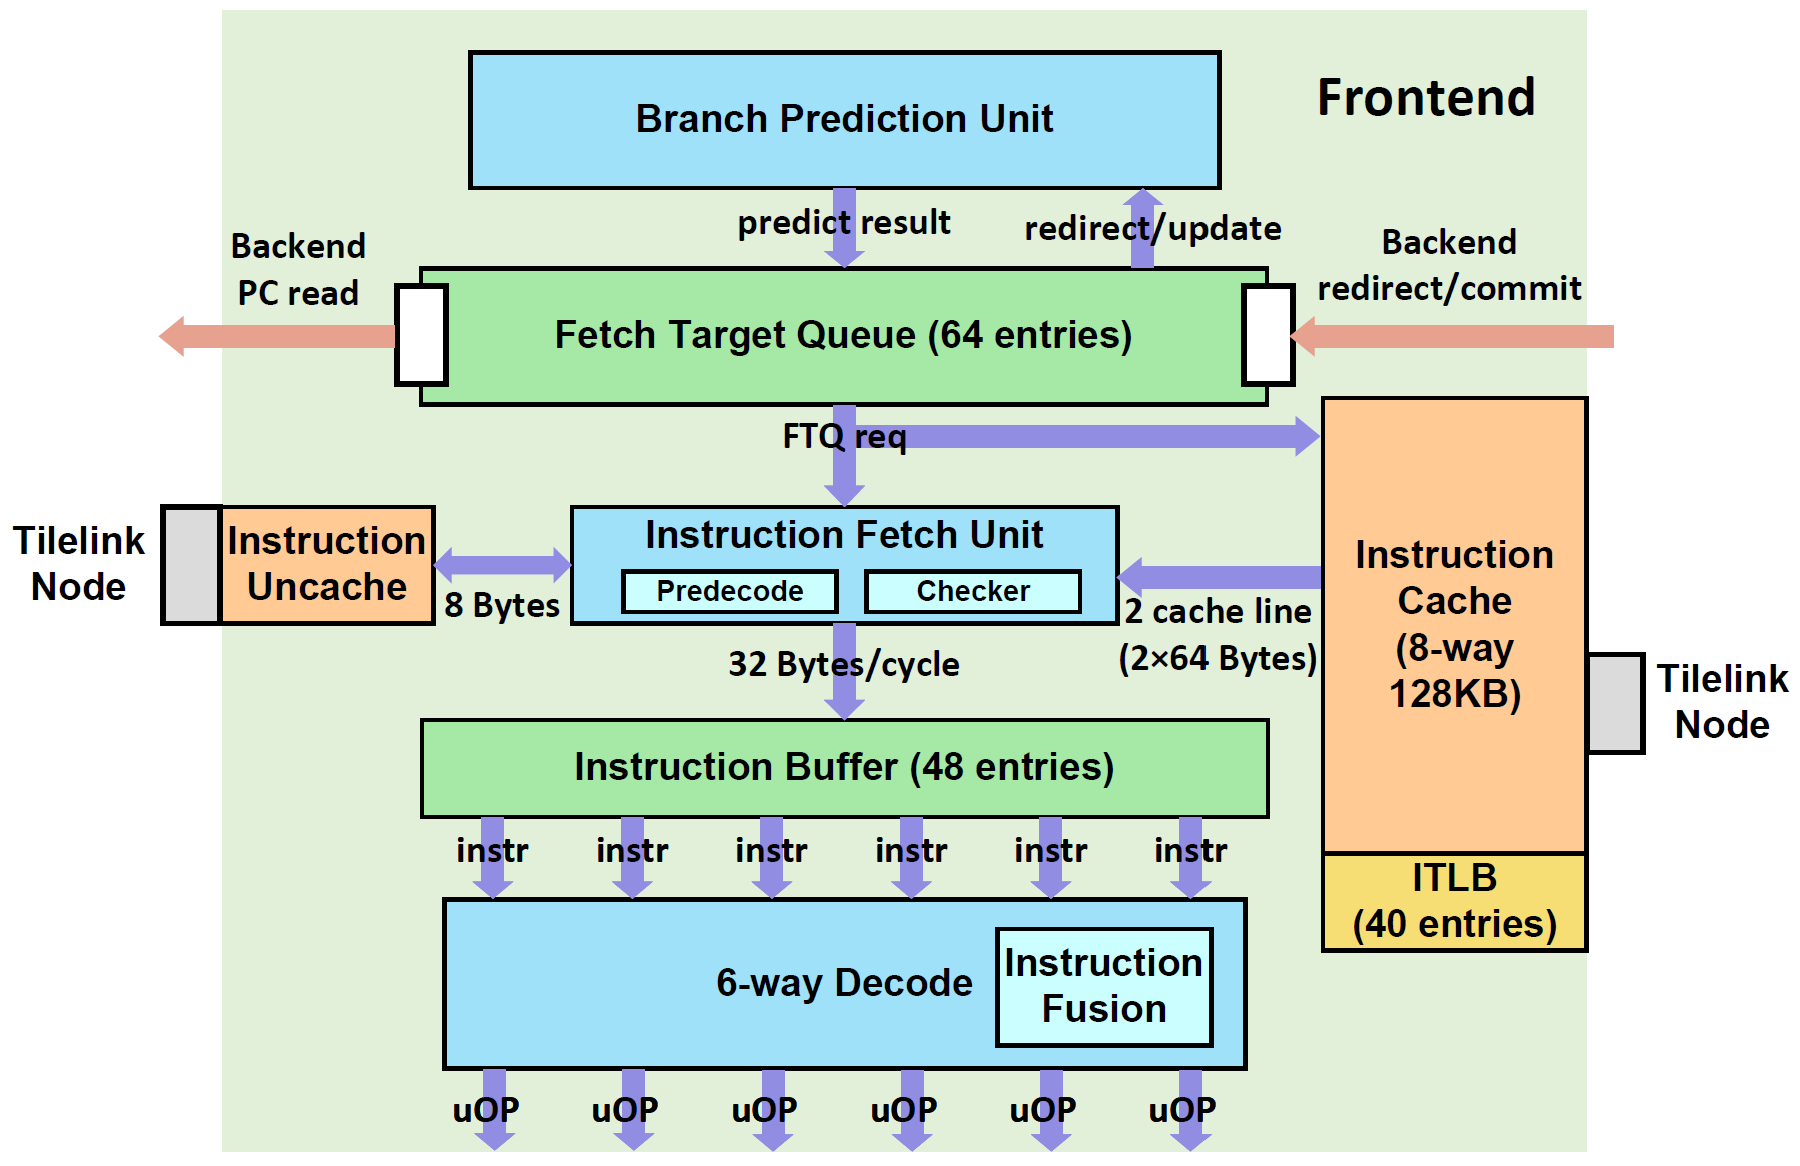 Frontend
Branch Prediction Unit
predict result
redirect/update
Backend
PC read
Backend
redirect/commit
Fetch Target Queue (64 entries)
FTQ req
Tilelink
Node
Instruction
Uncache
8 Bytes
Instruction Fetch Unit
Predecode
Checker
2 cache line
(2×64 Bytes)
Instruction
Cache
(8-way
128KB)
Tilelink
Node
32 Bytes/cycle
Instruction Buffer (48 entries)
instr instr instr instr instr instr
ITLB
(40 entries)
6-way Decode
Instruction
Fusion
uOP uOP uOP uOP uOP uOP